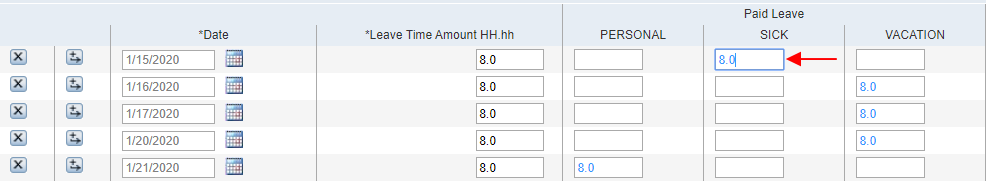 Paid Leave
*Date *Leave Time Amount HH.hh PERSONAL SICK VACATION
1/15/2020 8.0 8.0
1/16/2020 8.0 8.0
1/17/2020 8.0 8.0
1/20/2020 8.0 8.0
1/21/2020 8.0 8.0